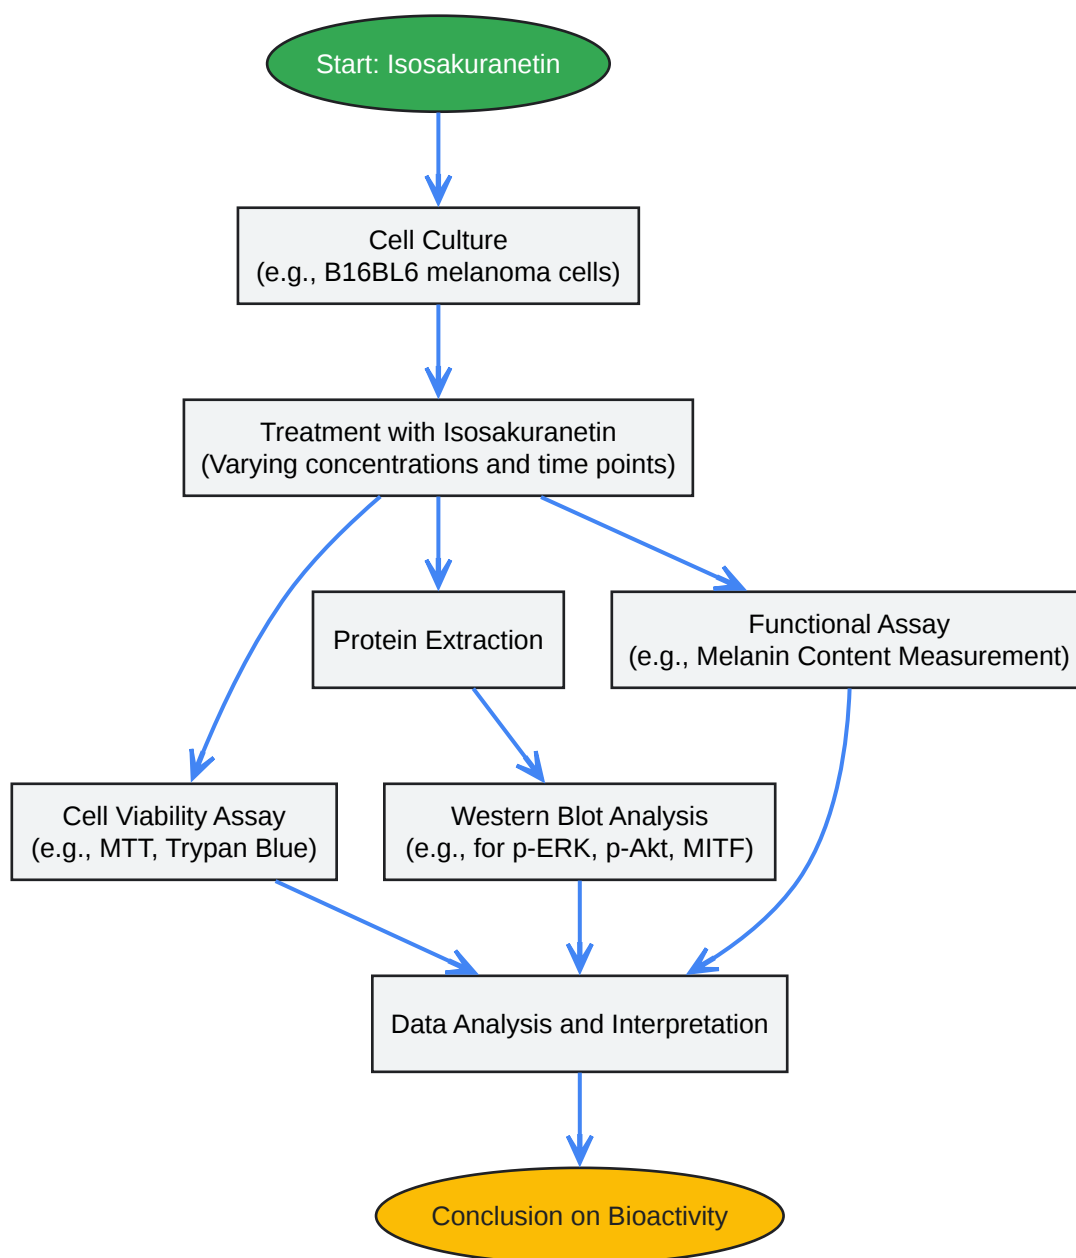 Start: Isosakuranetin
Cell Culture
(e.g., B16BL6 melanoma cells)
Treatment with Isosakuranetin
(Varying concentrations and time points)
Protein Extraction
Functional Assay
(e.g., Melanin Content Measurement)
Cell Viability Assay
(e.g., MTT, Trypan Blue)
Western Blot Analysis
(e.g., for p-ERK, p-Akt, MITF)
Data Analysis and Interpretation
Conclusion on Bioactivity